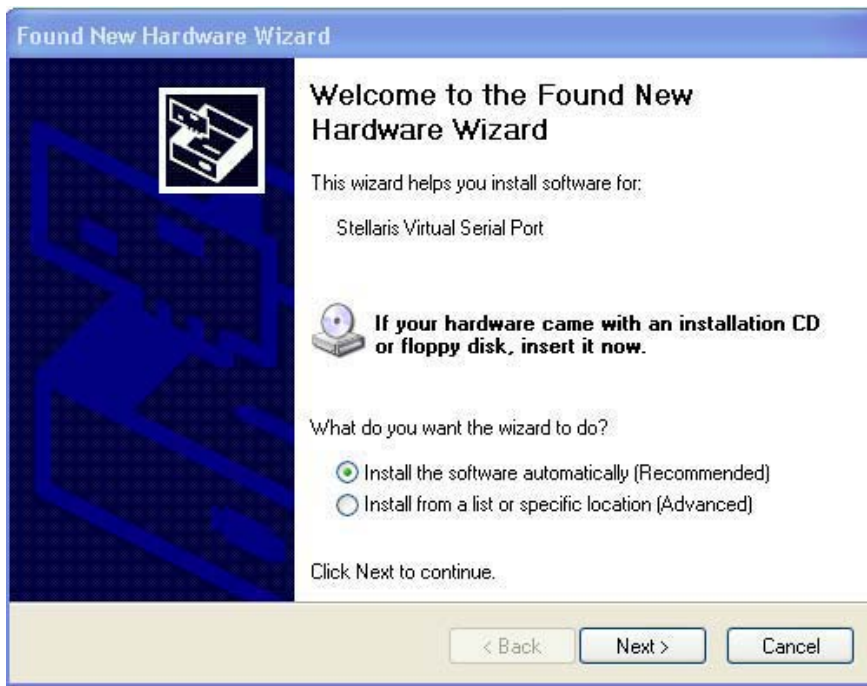 Found New Hardware Wizard
Welcome to the Found New
Hardware Wizard
This wizard helps you install software for:
Stellaris Virtual Serial Port
If your hardware came with an installation CD
or floppy disk, insert it now.
What do you want the wizard to do?
Install the software automatically (Recommended)
Install from a list or specific location (Advanced)
Click Next to continue.
< Back
Next >
Cancel